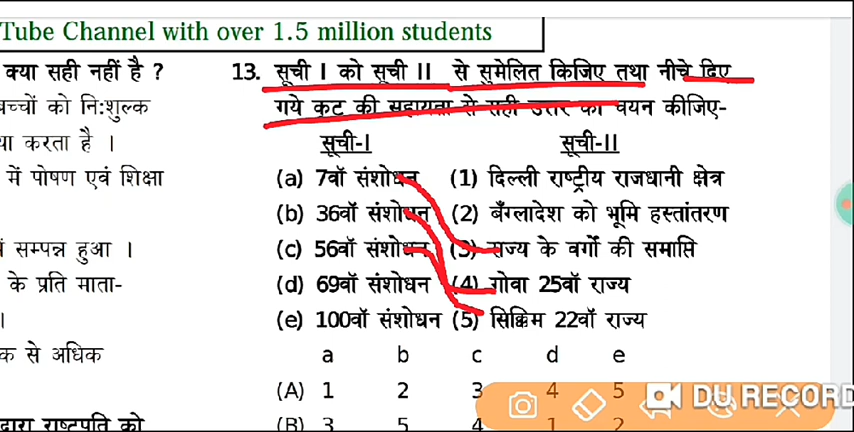 Tube Channel with over 1.5 million students
क्या सही नहीं है ?
बच्चों को नि:शुल्क
या करता है ।
में पोषण एवं शिक्षा
सम्पन्न हुआ ।
के प्रति माता-
क से अधिक
द्वारा राष्ट्रपति को
13. सूची I को सूची II से सुमेलित किजिए तथा नीचे दिए
गये कूट की सहायता से सही उत्तर का चयन कीजिए-
सूची-I सूची-II
(a) 7वॉ संशोधन (1) दिल्ली राष्ट्रीय राजधानी क्षेत्र
(b) 36वॉ संशोधन (2) बॅंग्लादेश को भूमि हस्तांतरण
(c) 56वॉ संशोधन (3) राज्य के वर्गों की समाप्ति
(d) 69वॉ संशोधन (4) गोवा 25वॉ राज्य
(e) 100वॉ संशोधन (5) सिक्किम 22वॉ राज्य
a b c d e
(A) 1 2 3 4 5
(B) 3 5 4 1 2
DU RECORD